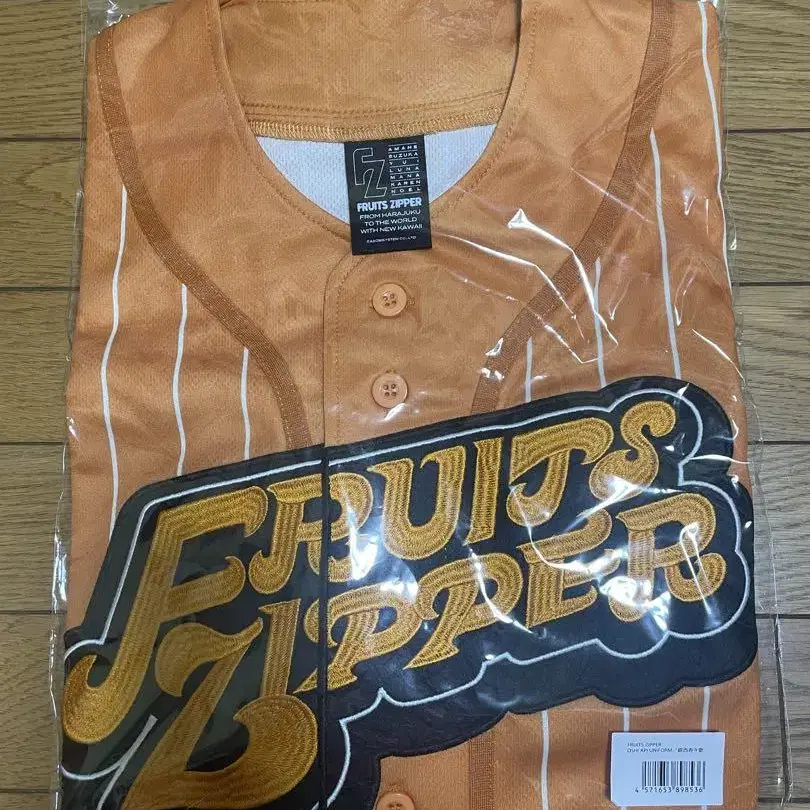 FZ
AMANE
SUZUKA
YUI
LUNA
MANA
KAREN
NOEL
FRUITS ZIPPER
FROM HARAJUKU
TO THE WORLD
WITH NEW KAWAII
FRUITS
ZIPPER
FRUITS ZIPPER
4 571653 898536